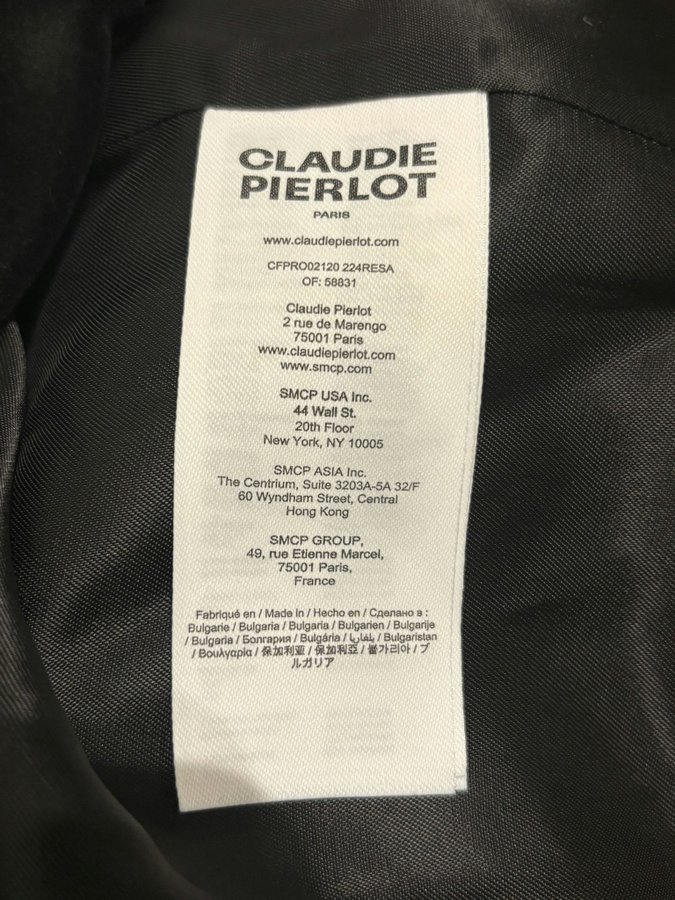 CLAUDIE
PIERLOT
PARIS
www.claudiepierlot.com
CFPRO02120 224RESA
OF: 58831
Claudie Pierlot
2 rue de Marengo
75001 Paris
www.claudiepierlot.com
www.smcp.com
SMCP USA Inc.
44 Wall St.
20th Floor
New York, NY 10005
SMCP ASIA Inc.
The Centrium, Suite 3203A-5A 32/F
60 Wyndham Street, Central
Hong Kong
SMCP GROUP,
49, rue Etienne Marcel,
75001 Paris,
France
Fabriqué en / Made In / Hecho en / Сделано в :
Bulgarie / Bulgaria / Bulgaria / Bulgarien / Bulgarije
/ Bulgaria / Болгария / Bulgária / بلغاريا / Bulgaristan
/ Βουλγαρία / 保加利亚 / 保加利亞 / 불가리아 / ブ
ルガリア